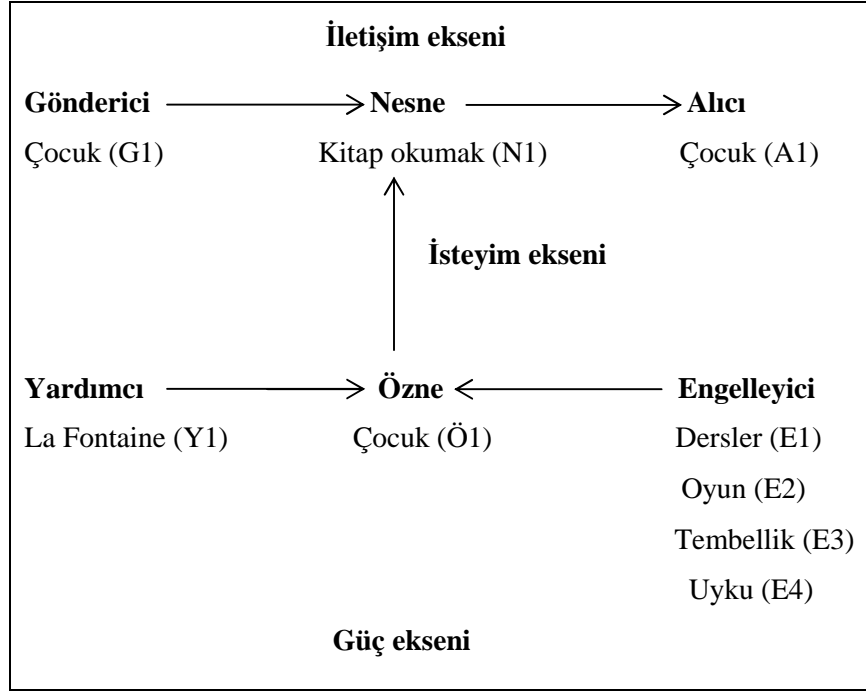 İletişim ekseni
Gönderici Nesne Alıcı
Çocuk (G1) Kitap okumak (N1) Çocuk (A1)
İsteyim ekseni
Yardımcı Özne Engelleyici
La Fontaine (Y1) Çocuk (Ö1) Dersler (E1)
Oyun (E2)
Tembellik (E3)
Uyku (E4)
Güç ekseni